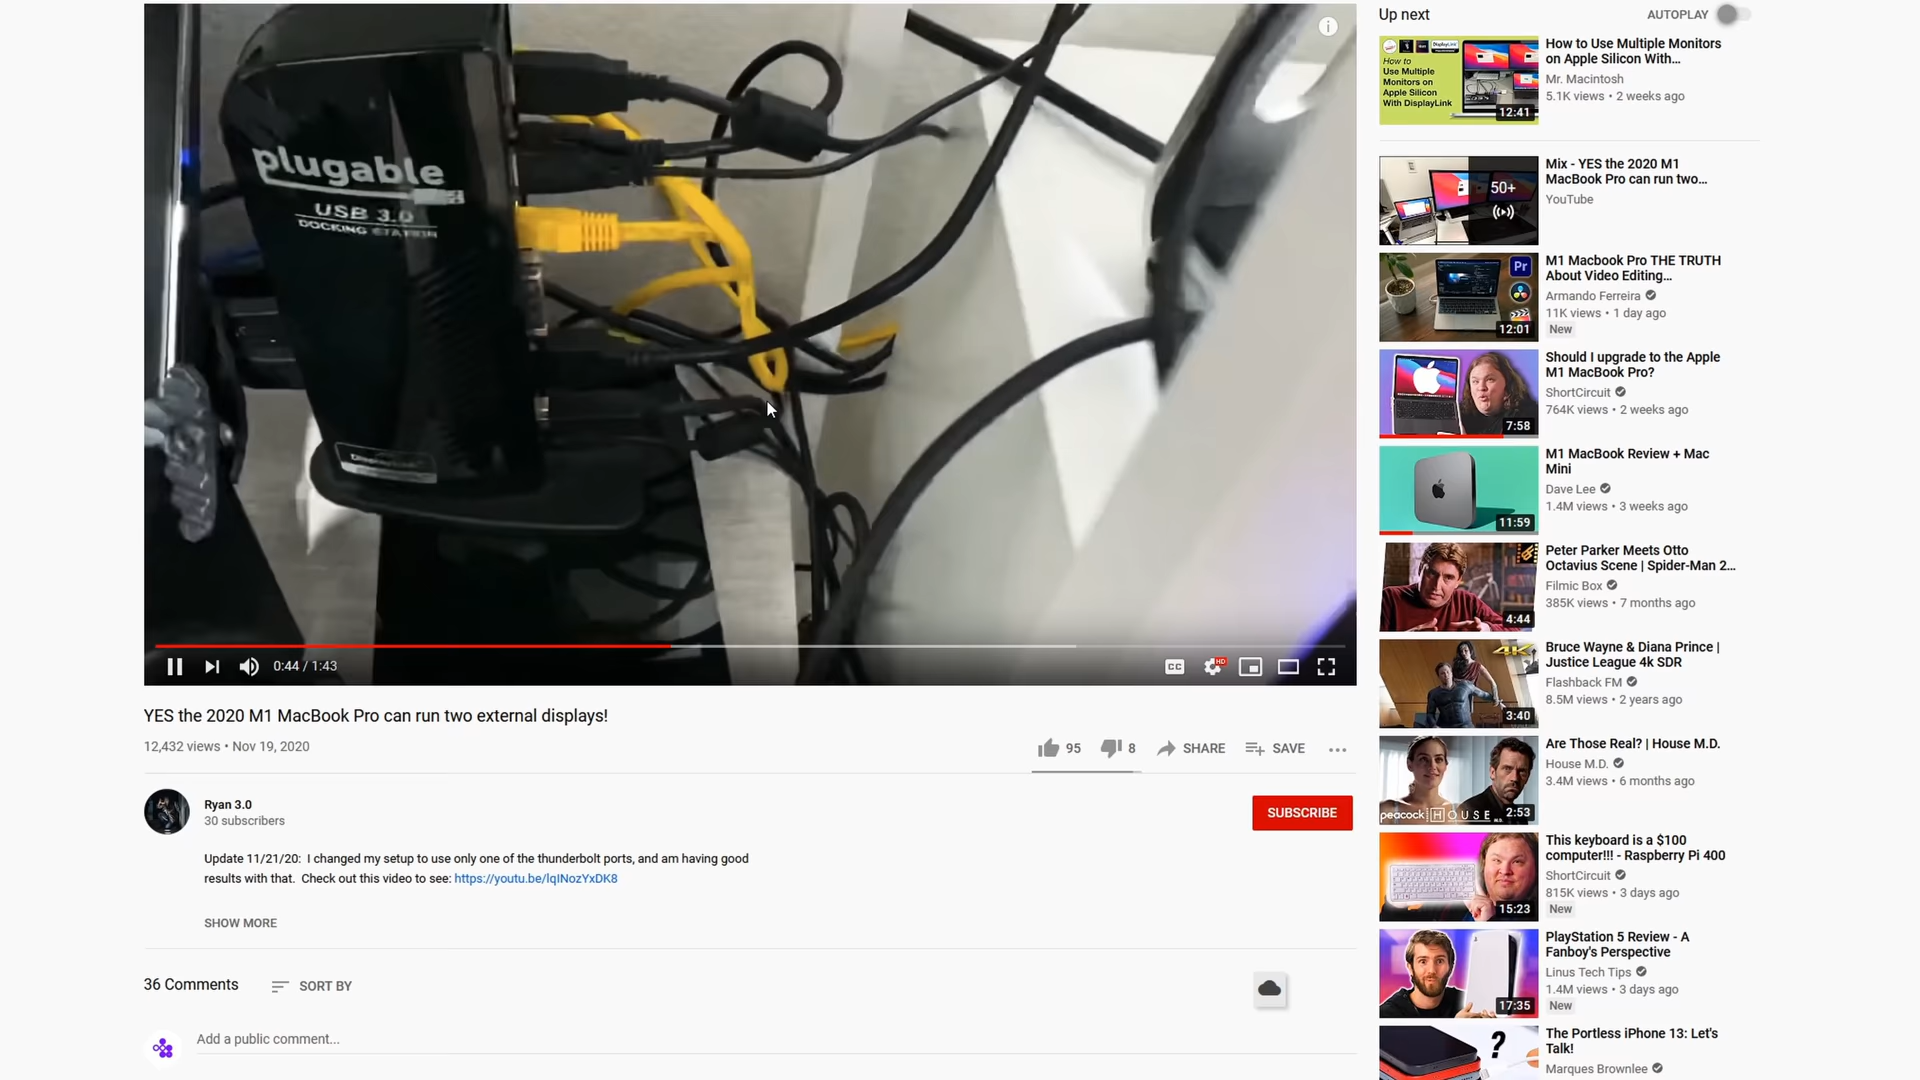 plugable
USB 3.0
DOCKING STATION
DisplayLink
0:44 / 1:43
CC
HD
YES the 2020 M1 MacBook Pro can run two external displays!
12,432 views • Nov 19, 2020
95
8
SHARE
SAVE
Ryan 3.0
30 subscribers
SUBSCRIBE
Update 11/21/20: I changed my setup to use only one of the thunderbolt ports, and am having good
results with that. Check out this video to see: https://youtu.be/lqINozYxDK8
SHOW MORE
36 Comments
SORT BY
Add a public comment...
Up next
AUTOPLAY
How to
Use Multiple
Monitors on
Apple Silicon
With DisplayLink
DisplayLink
12:41
How to Use Multiple Monitors
on Apple Silicon With...
Mr. Macintosh
5.1K views • 2 weeks ago
50+
Mix - YES the 2020 M1
MacBook Pro can run two...
YouTube
Pr
12:01
M1 Macbook Pro THE TRUTH
About Video Editing...
Armando Ferreira
11K views • 1 day ago
New
7:58
Should I upgrade to the Apple
M1 MacBook Pro?
ShortCircuit
764K views • 2 weeks ago
11:59
M1 MacBook Review + Mac
Mini
Dave Lee
1.4M views • 3 weeks ago
4:44
Peter Parker Meets Otto
Octavius Scene | Spider-Man 2...
Filmic Box
385K views • 7 months ago
4K
3:40
Bruce Wayne & Diana Prince |
Justice League 4k SDR
Flashback FM
8.5M views • 2 years ago
peacock HOUSE M.D.
2:53
Are Those Real? | House M.D.
House M.D.
3.4M views • 6 months ago
15:23
This keyboard is a $100
computer!!! - Raspberry Pi 400
ShortCircuit
815K views • 3 days ago
New
17:35
PlayStation 5 Review - A
Fanboy's Perspective
Linus Tech Tips
1.4M views • 3 days ago
New
?
The Portless iPhone 13: Let's
Talk!
Marques Brownlee